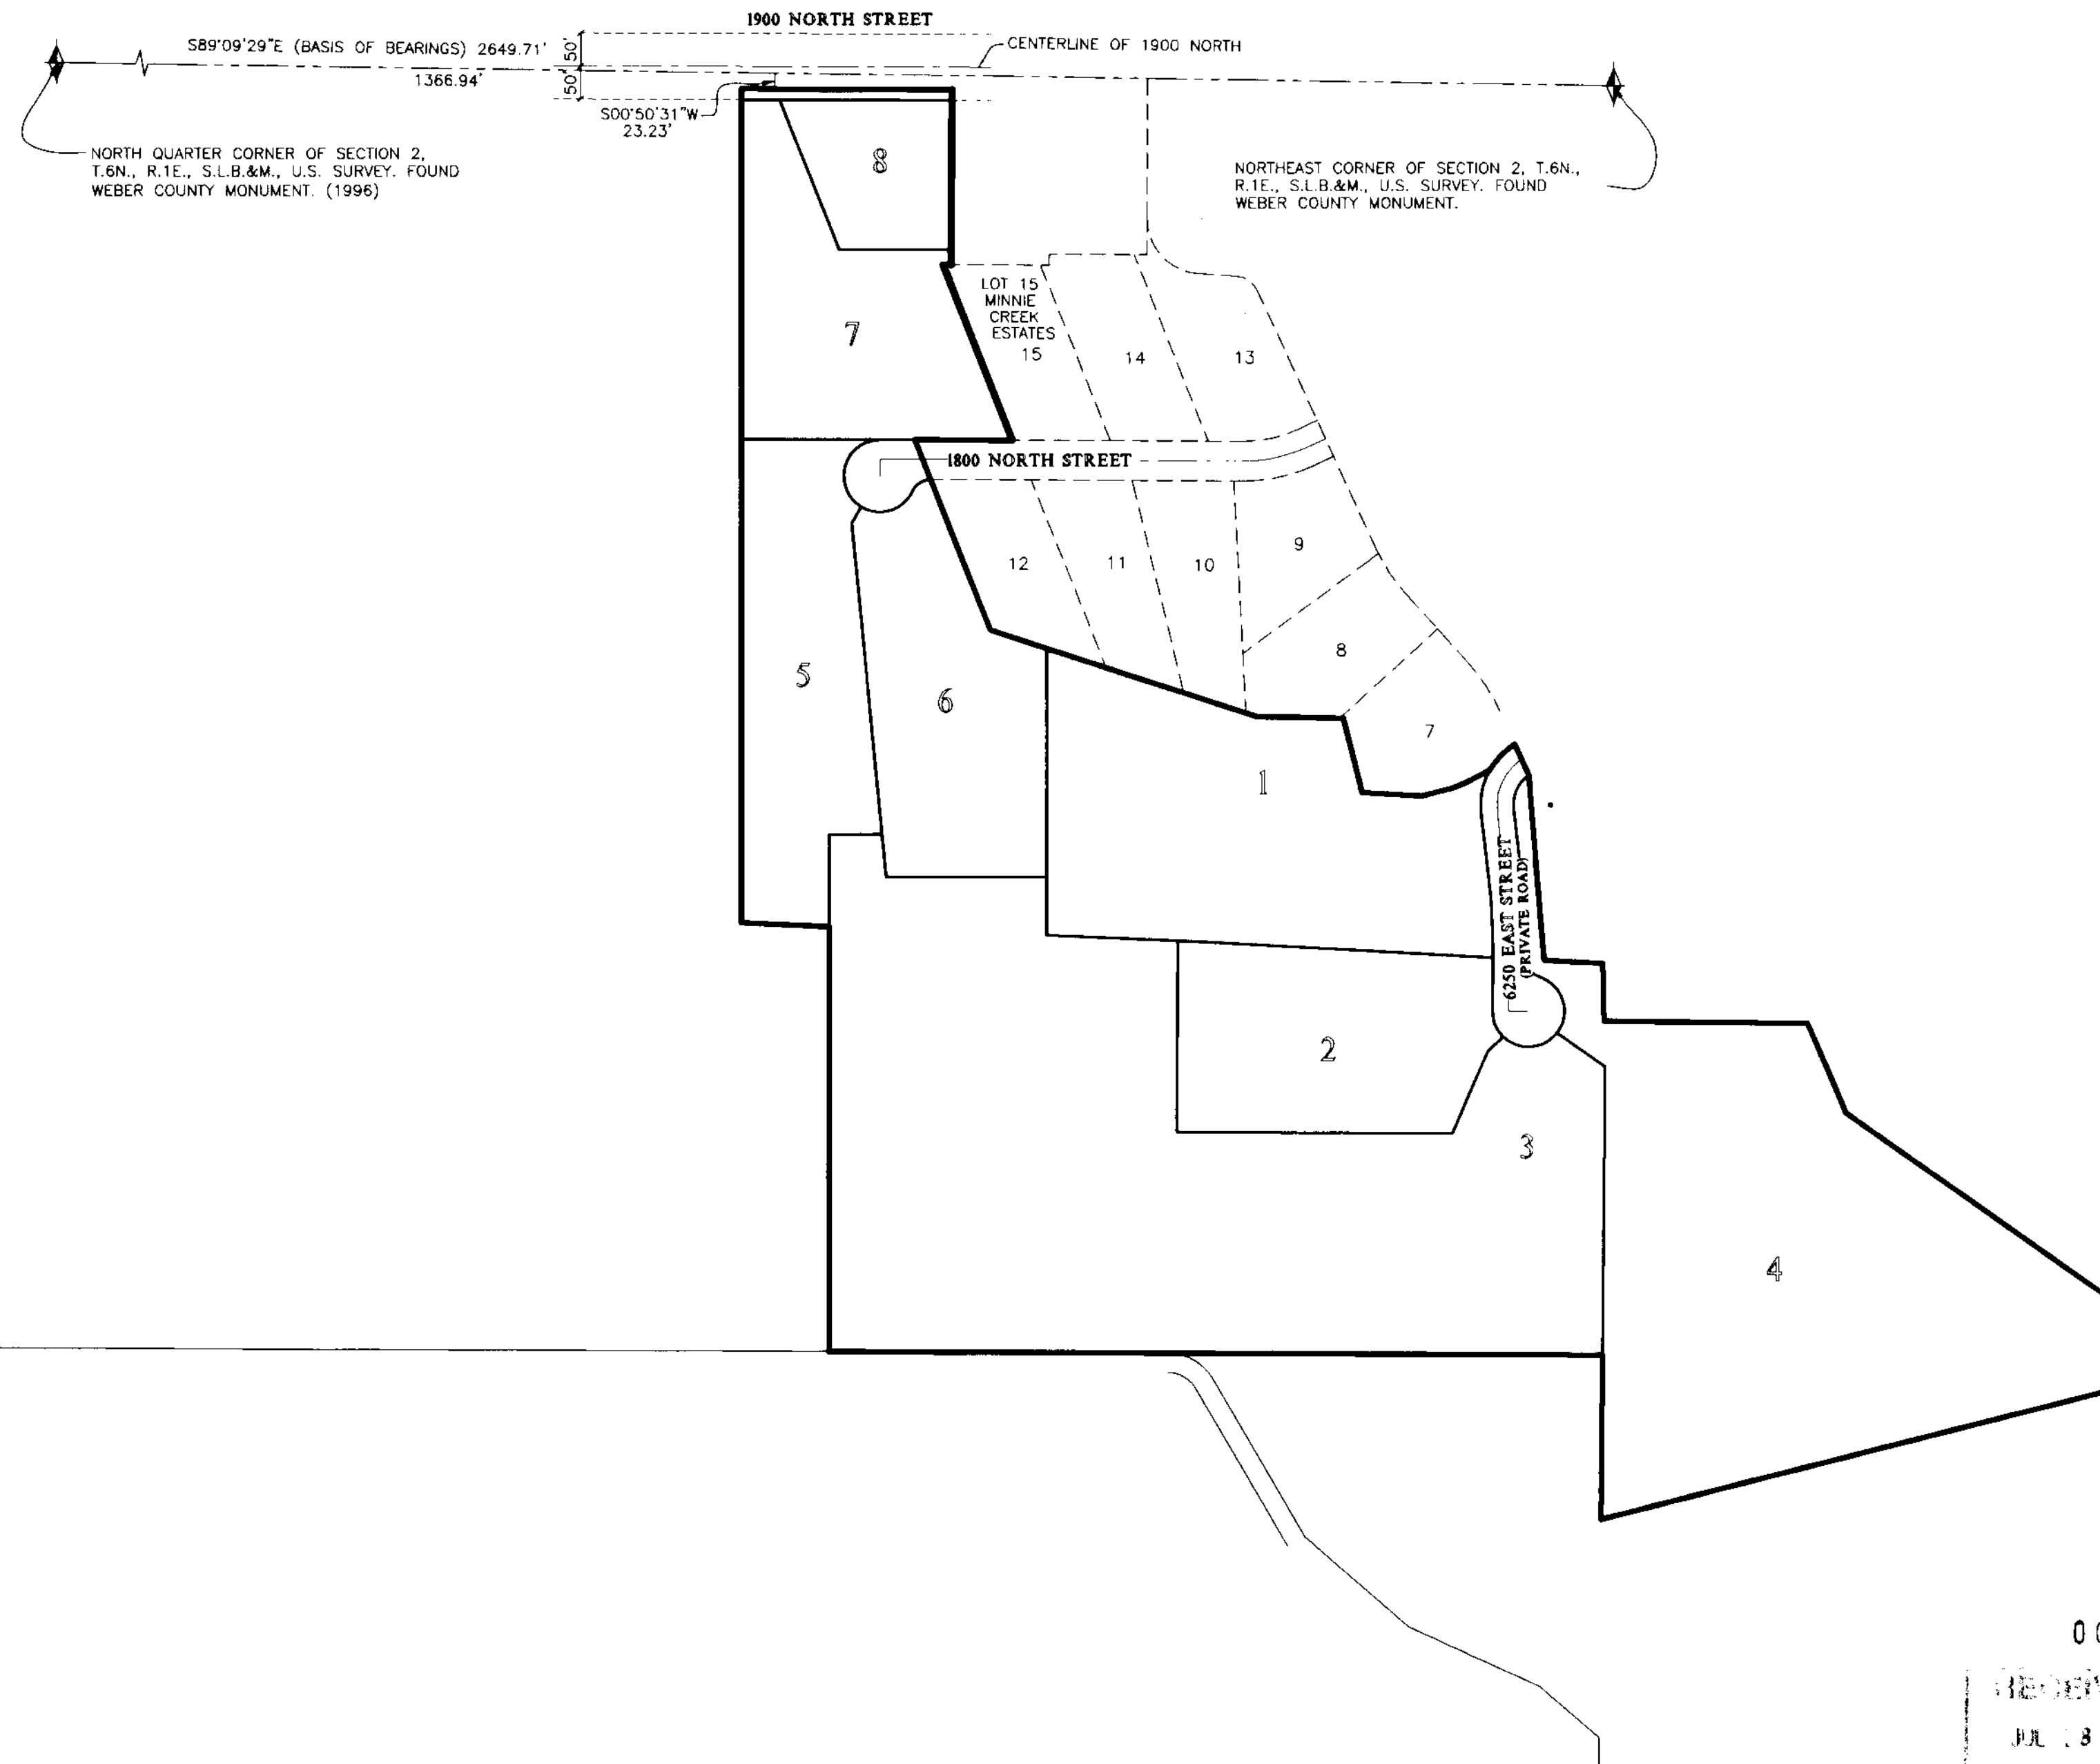 1900 NORTH STREET
S89°09'29"E (BASIS OF BEARINGS) 2649.71'
50'
50'
CENTERLINE OF 1900 NORTH
1366.94'
S00°50'31"W
23.23'
NORTH QUARTER CORNER OF SECTION 2,
T.6N., R.1E., S.L.B.&M., U.S. SURVEY. FOUND
WEBER COUNTY MONUMENT. (1996)
NORTHEAST CORNER OF SECTION 2, T.6N.,
R.1E., S.L.B.&M., U.S. SURVEY. FOUND
WEBER COUNTY MONUMENT.
8
LOT 15
MINNIE
CREEK
ESTATES
15
14
13
7
1800 NORTH STREET
12
11
10
9
8
7
5
6
1
6250 EAST STREET
(PRIVATE ROAD)
2
3
4
JUL